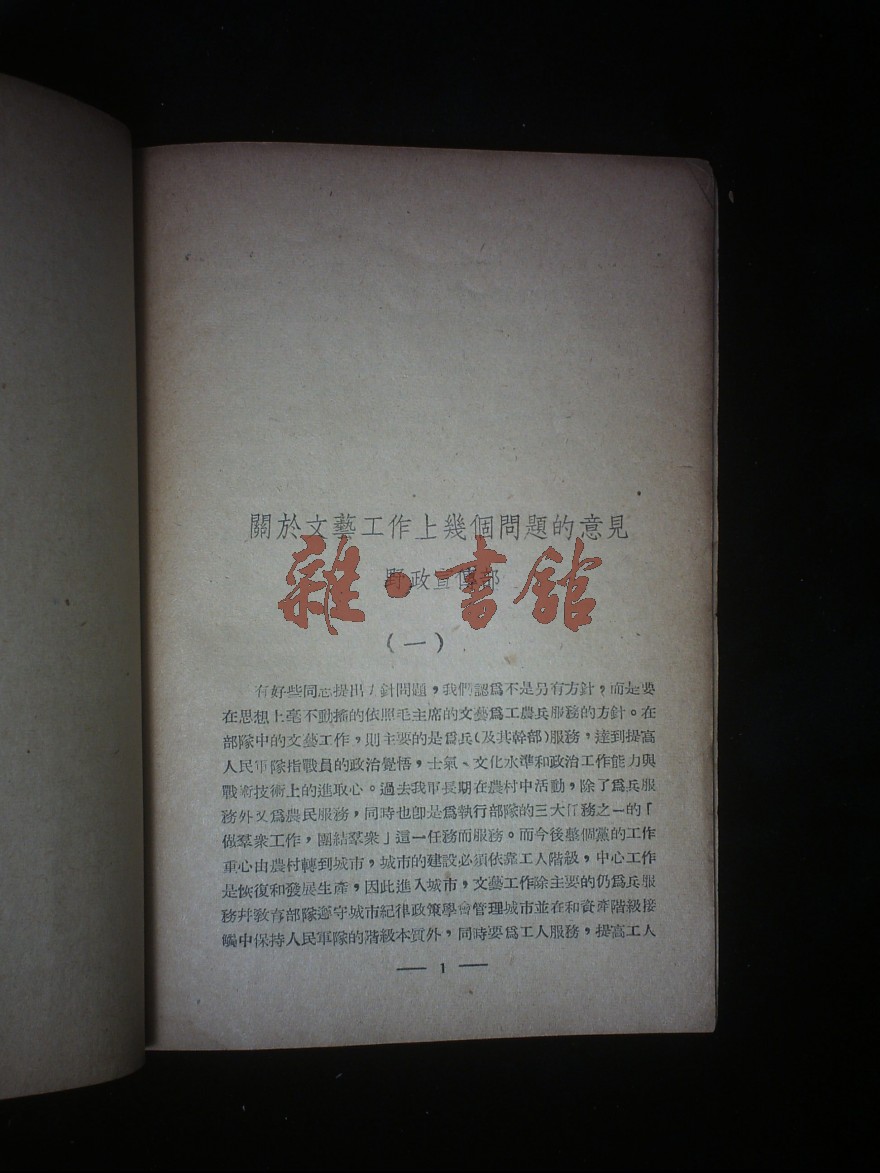 關於文藝工作上幾個問題的意見
野政宣傳部
雜·書館
(一)
有好些同志提出方針問題，我們認爲不是另有方針，而是要
在思想上毫不動搖的依照毛主席的文藝爲工農兵服務的方針。在
部隊中的文藝工作，則主要的是爲兵(及其幹部)服務，達到提高
人民軍隊指戰員的政治覺悟，士氣、文化水準和政治工作能力與
戰術技術上的進取心。過去我軍長期在農村中活動，除了爲兵服
務外又爲農民服務，同時也卽是爲執行部隊的三大任務之一的「
做羣衆工作，團結羣衆」這一任務而服務。而今後整個黨的工作
重心由農村轉到城市，城市的建設必須依靠工人階級，中心工作
是恢復和發展生產，因此進入城市，文藝工作除主要的仍爲兵服
務幷敎育部隊遵守城市紀律政策學會管理城市並在和資產階級接
觸中保持人民軍隊的階級本質外，同時要爲工人服務，提高工人
— 1 —